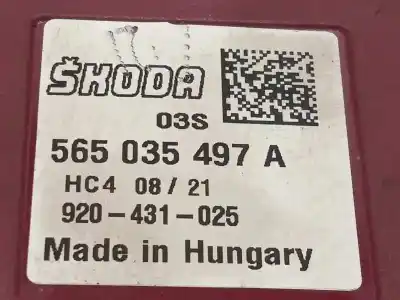 ŠKODA
03S
565 035 497 A
HC4 08/21
920-431-025
Made in Hungary